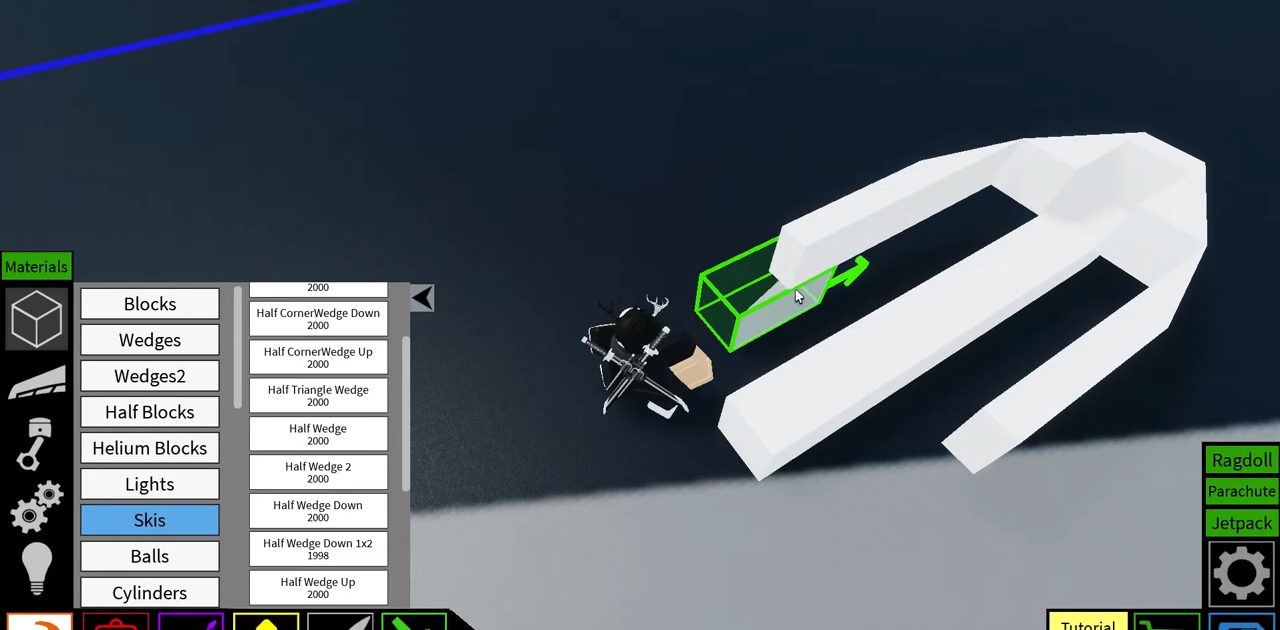 Materials
Blocks
Wedges
Wedges2
Half Blocks
Helium Blocks
Lights
Skis
Balls
Cylinders
2000
Half CornerWedge Down
2000
Half CornerWedge Up
2000
Half Triangle Wedge
2000
Half Wedge
2000
Half Wedge 2
2000
Half Wedge Down
2000
Half Wedge Down 1x2
1998
Half Wedge Up
2000
Ragdoll
Parachute
Jetpack
Tutorial